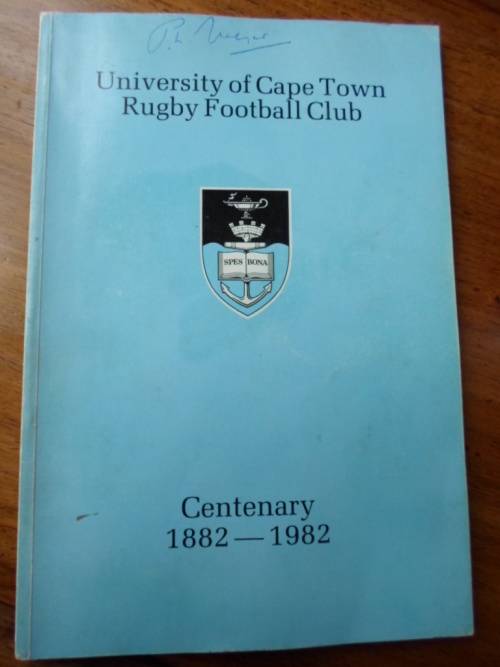 University of Cape Town
Rugby Football Club
SPES BONA
Centenary
1882 — 1982